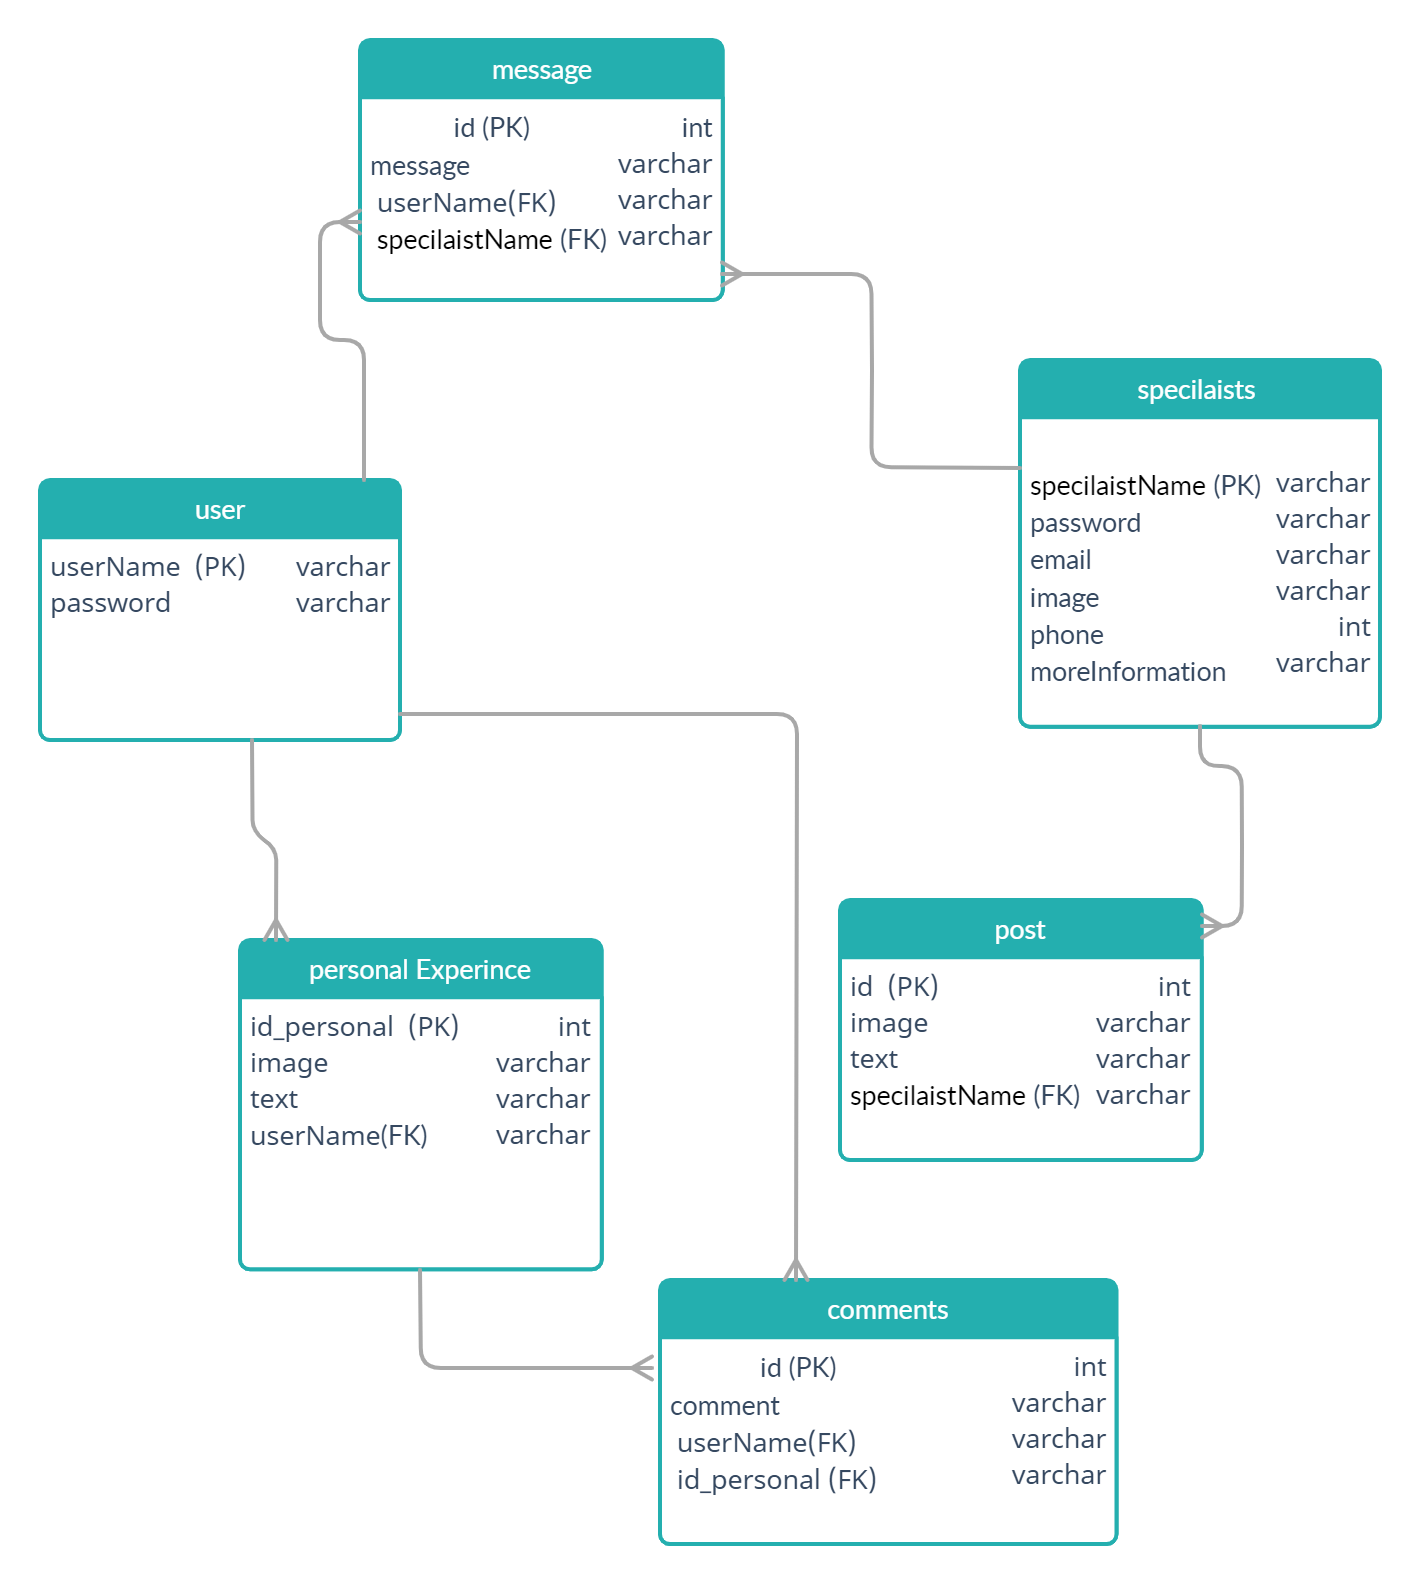 message
id (PK) int
message varchar
userName(FK) varchar
specilaistName (FK) varchar
specilaists
specilaistName (PK) varchar
password varchar
email varchar
image varchar
phone int
moreInformation varchar
user
userName (PK) varchar
password varchar
personal Experince
id_personal (PK) int
image varchar
text varchar
userName(FK) varchar
post
id (PK) int
image varchar
text varchar
specilaistName (FK) varchar
comments
id (PK) int
comment varchar
userName(FK) varchar
id_personal (FK) varchar